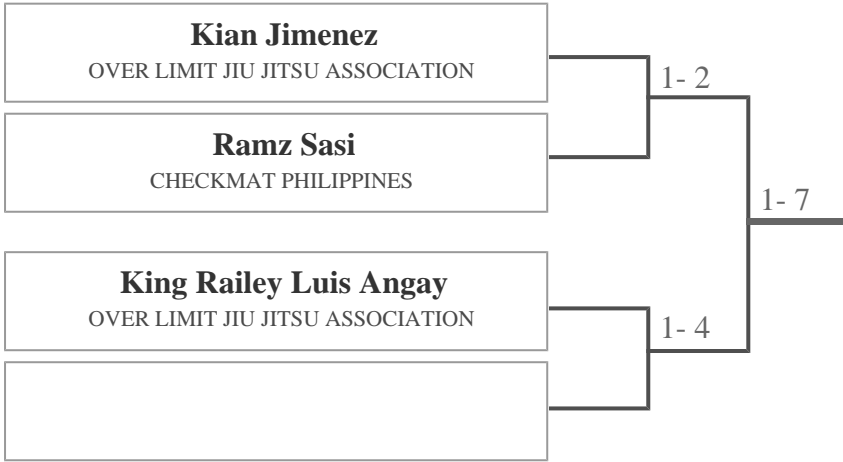 Kian Jimenez
OVER LIMIT JIU JITSU ASSOCIATION
1- 2
Ramz Sasi
CHECKMAT PHILIPPINES
1- 7
King Railey Luis Angay
OVER LIMIT JIU JITSU ASSOCIATION
1- 4